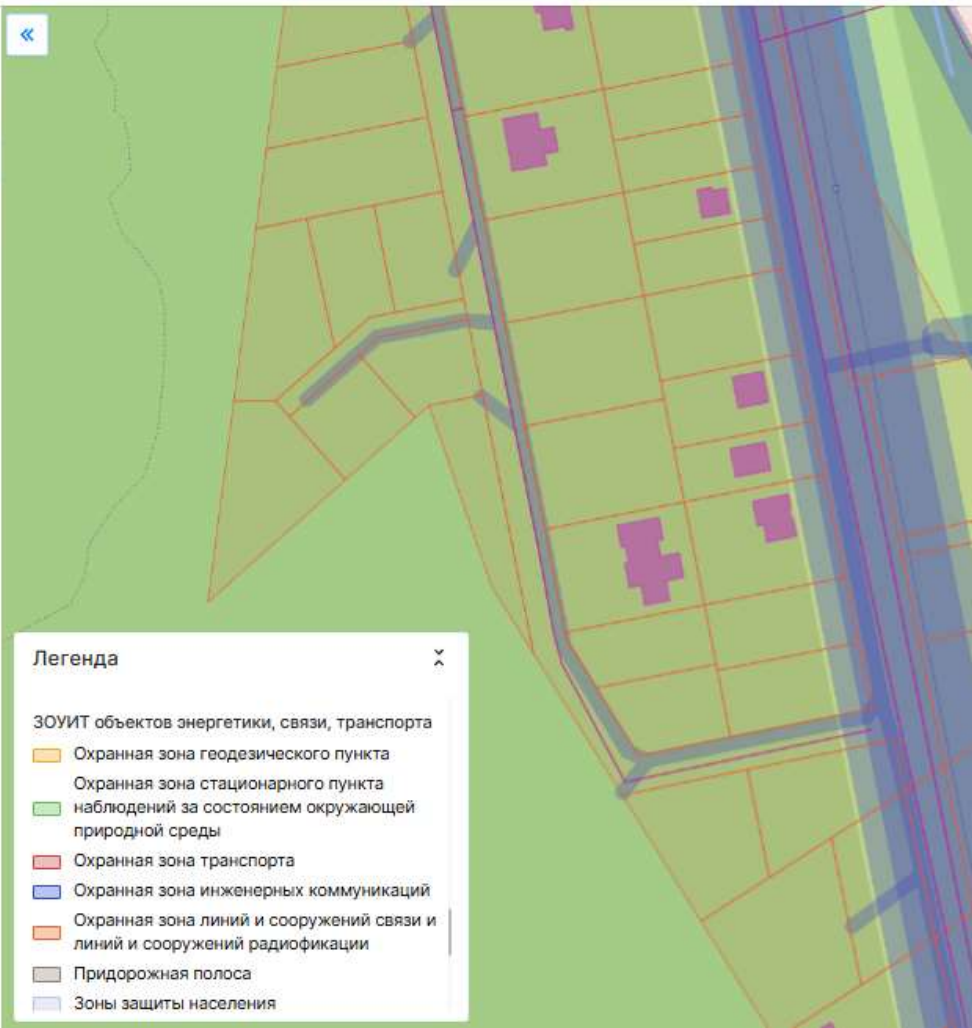 Легенда
ЗОУИТ объектов энергетики, связи, транспорта
Охранная зона геодезического пункта
Охранная зона стационарного пункта
наблюдений за состоянием окружающей
природной среды
Охранная зона транспорта
Охранная зона инженерных коммуникаций
Охранная зона линий и сооружений связи и
линий и сооружений радиофикации
Придорожная полоса
Зоны защиты населения